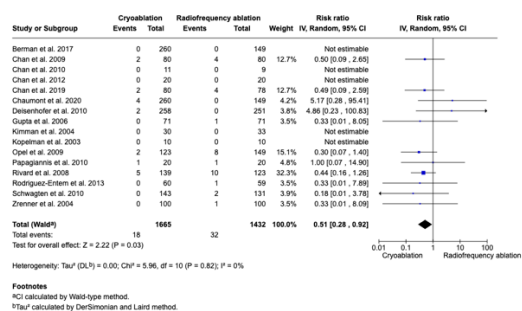 Cryoablation Radiofrequency ablation Risk ratio Risk ratio
Study or Subgroup Events Total Events Total Weight IV, Random, 95% CI IV, Random, 95% CI
Berman et al. 2017 0 260 0 149 Not estimable
Chan et al. 2009 2 80 4 80 12.7% 0.50 [0.09 , 2.65]
Chan et al. 2010 0 11 0 9 Not estimable
Chan et al. 2012 0 20 0 20 Not estimable
Chan et al. 2019 2 80 4 78 12.7% 0.49 [0.09 , 2.59]
Chaumont et al. 2020 4 260 0 149 4.2% 5.17 [0.28 , 95.41]
Deisenhofer et al. 2010 2 258 0 251 3.9% 4.86 [0.23 , 100.83]
Gupta et al. 2006 0 71 1 71 3.5% 0.33 [0.01 , 8.05]
Kimman et al. 2004 0 30 0 33 Not estimable
Kopelman et al. 2003 0 10 0 10 Not estimable
Opel et al. 2009 2 123 8 149 15.1% 0.30 [0.07 , 1.40]
Papagiannis et al. 2010 1 20 1 20 4.8% 1.00 [0.07 , 14.90]
Rivard et al. 2008 5 139 10 123 32.3% 0.44 [0.16 , 1.26]
Rodriguez-Entem et al. 2013 0 60 1 59 3.5% 0.33 [0.01 , 7.89]
Schwagten et al. 2010 0 143 2 131 3.9% 0.18 [0.01 , 3.78]
Zrenner et al. 2004 0 100 1 100 3.5% 0.33 [0.01 , 8.09]
Total (Waldᵃ) 1665 1432 100.0% 0.51 [0.28 , 0.92]
Total events: 18 32
Test for overall effect: Z = 2.22 (P = 0.03)
0.01 0.1 1 10 100
Cryoablation Radiofrequency ablation
Heterogeneity: Tau² (DLᵇ) = 0.00; Chi² = 5.96, df = 10 (P = 0.82); I² = 0%
Footnotes
ᵃCI calculated by Wald-type method.
ᵇTau² calculated by DerSimonian and Laird method.